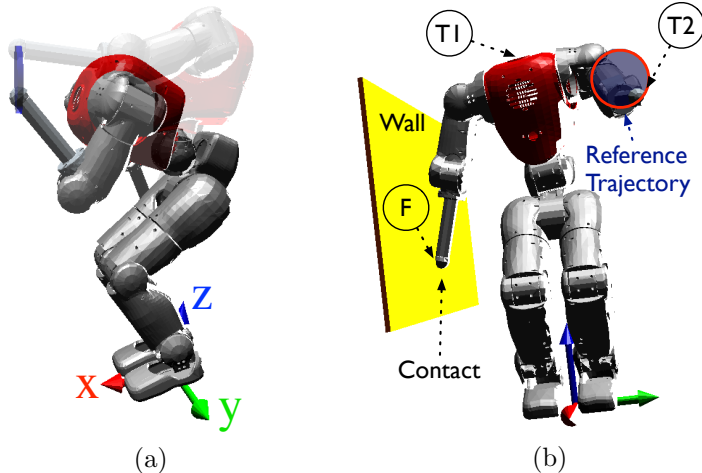 T1
T2
Wall
Reference
Trajectory
F
z
x
y
Contact
(a)
(b)